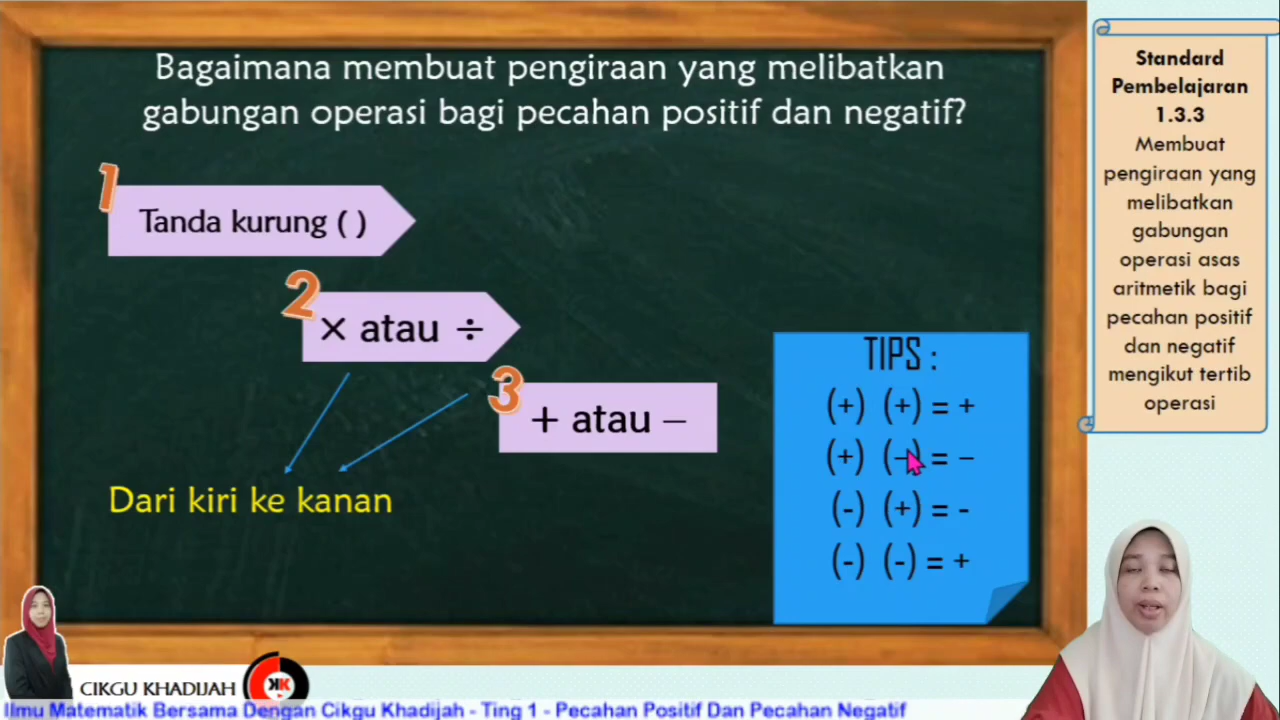 Bagaimana membuat pengiraan yang melibatkan
gabungan operasi bagi pecahan positif dan negatif?
1
Tanda kurung ( )
2
× atau ÷
3
+ atau –
Dari kiri ke kanan
TIPS :
(+) (+) = +
(+) (–) = –
(-) (+) = -
(-) (-) = +
Standard
Pembelajaran
1.3.3
Membuat
pengiraan yang
melibatkan
gabungan
operasi asas
aritmetik bagi
pecahan positif
dan negatif
mengikut tertib
operasi
CIKGU KHADIJAH
KK
Ilmu Matematik Bersama Dengan Cikgu Khadijah - Ting 1 - Pecahan Positif Dan Pecahan Negatif